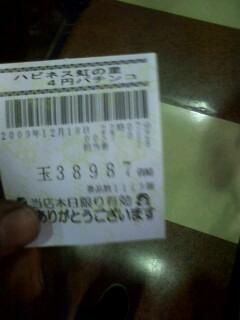 ハピネス虹の里
4円パチンコ
2009年12月18日
玉38987
当店本日限り有効
ありがとうございます